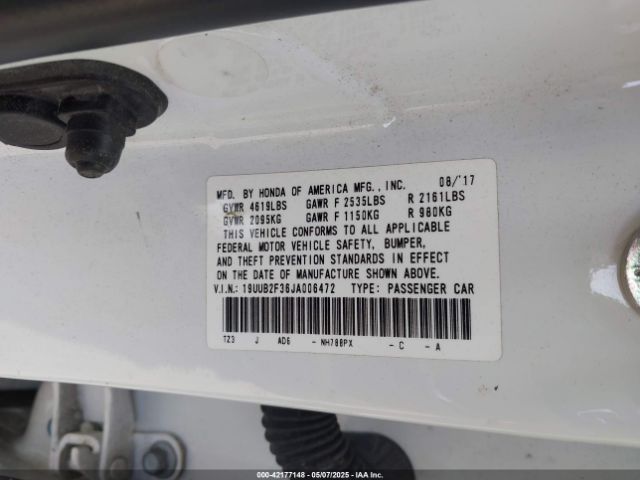 MFD. BY HONDA OF AMERICA MFG., INC. 08/'17
GVWR 4619LBS GAWR F 2535LBS R 2161LBS
GVWR 2095KG GAWR F 1150KG R 980KG
THIS VEHICLE CONFORMS TO ALL APPLICABLE
FEDERAL MOTOR VEHICLE SAFETY, BUMPER,
AND THEFT PREVENTION STANDARDS IN EFFECT
ON THE DATE OF MANUFACTURE SHOWN ABOVE.
V.I.N.: 19UUB2F36JA006472 TYPE: PASSENGER CAR
TZ3 J AD6 - NH788PX - C - A
000-42177148 - 05/07/2025 - IAA Inc.